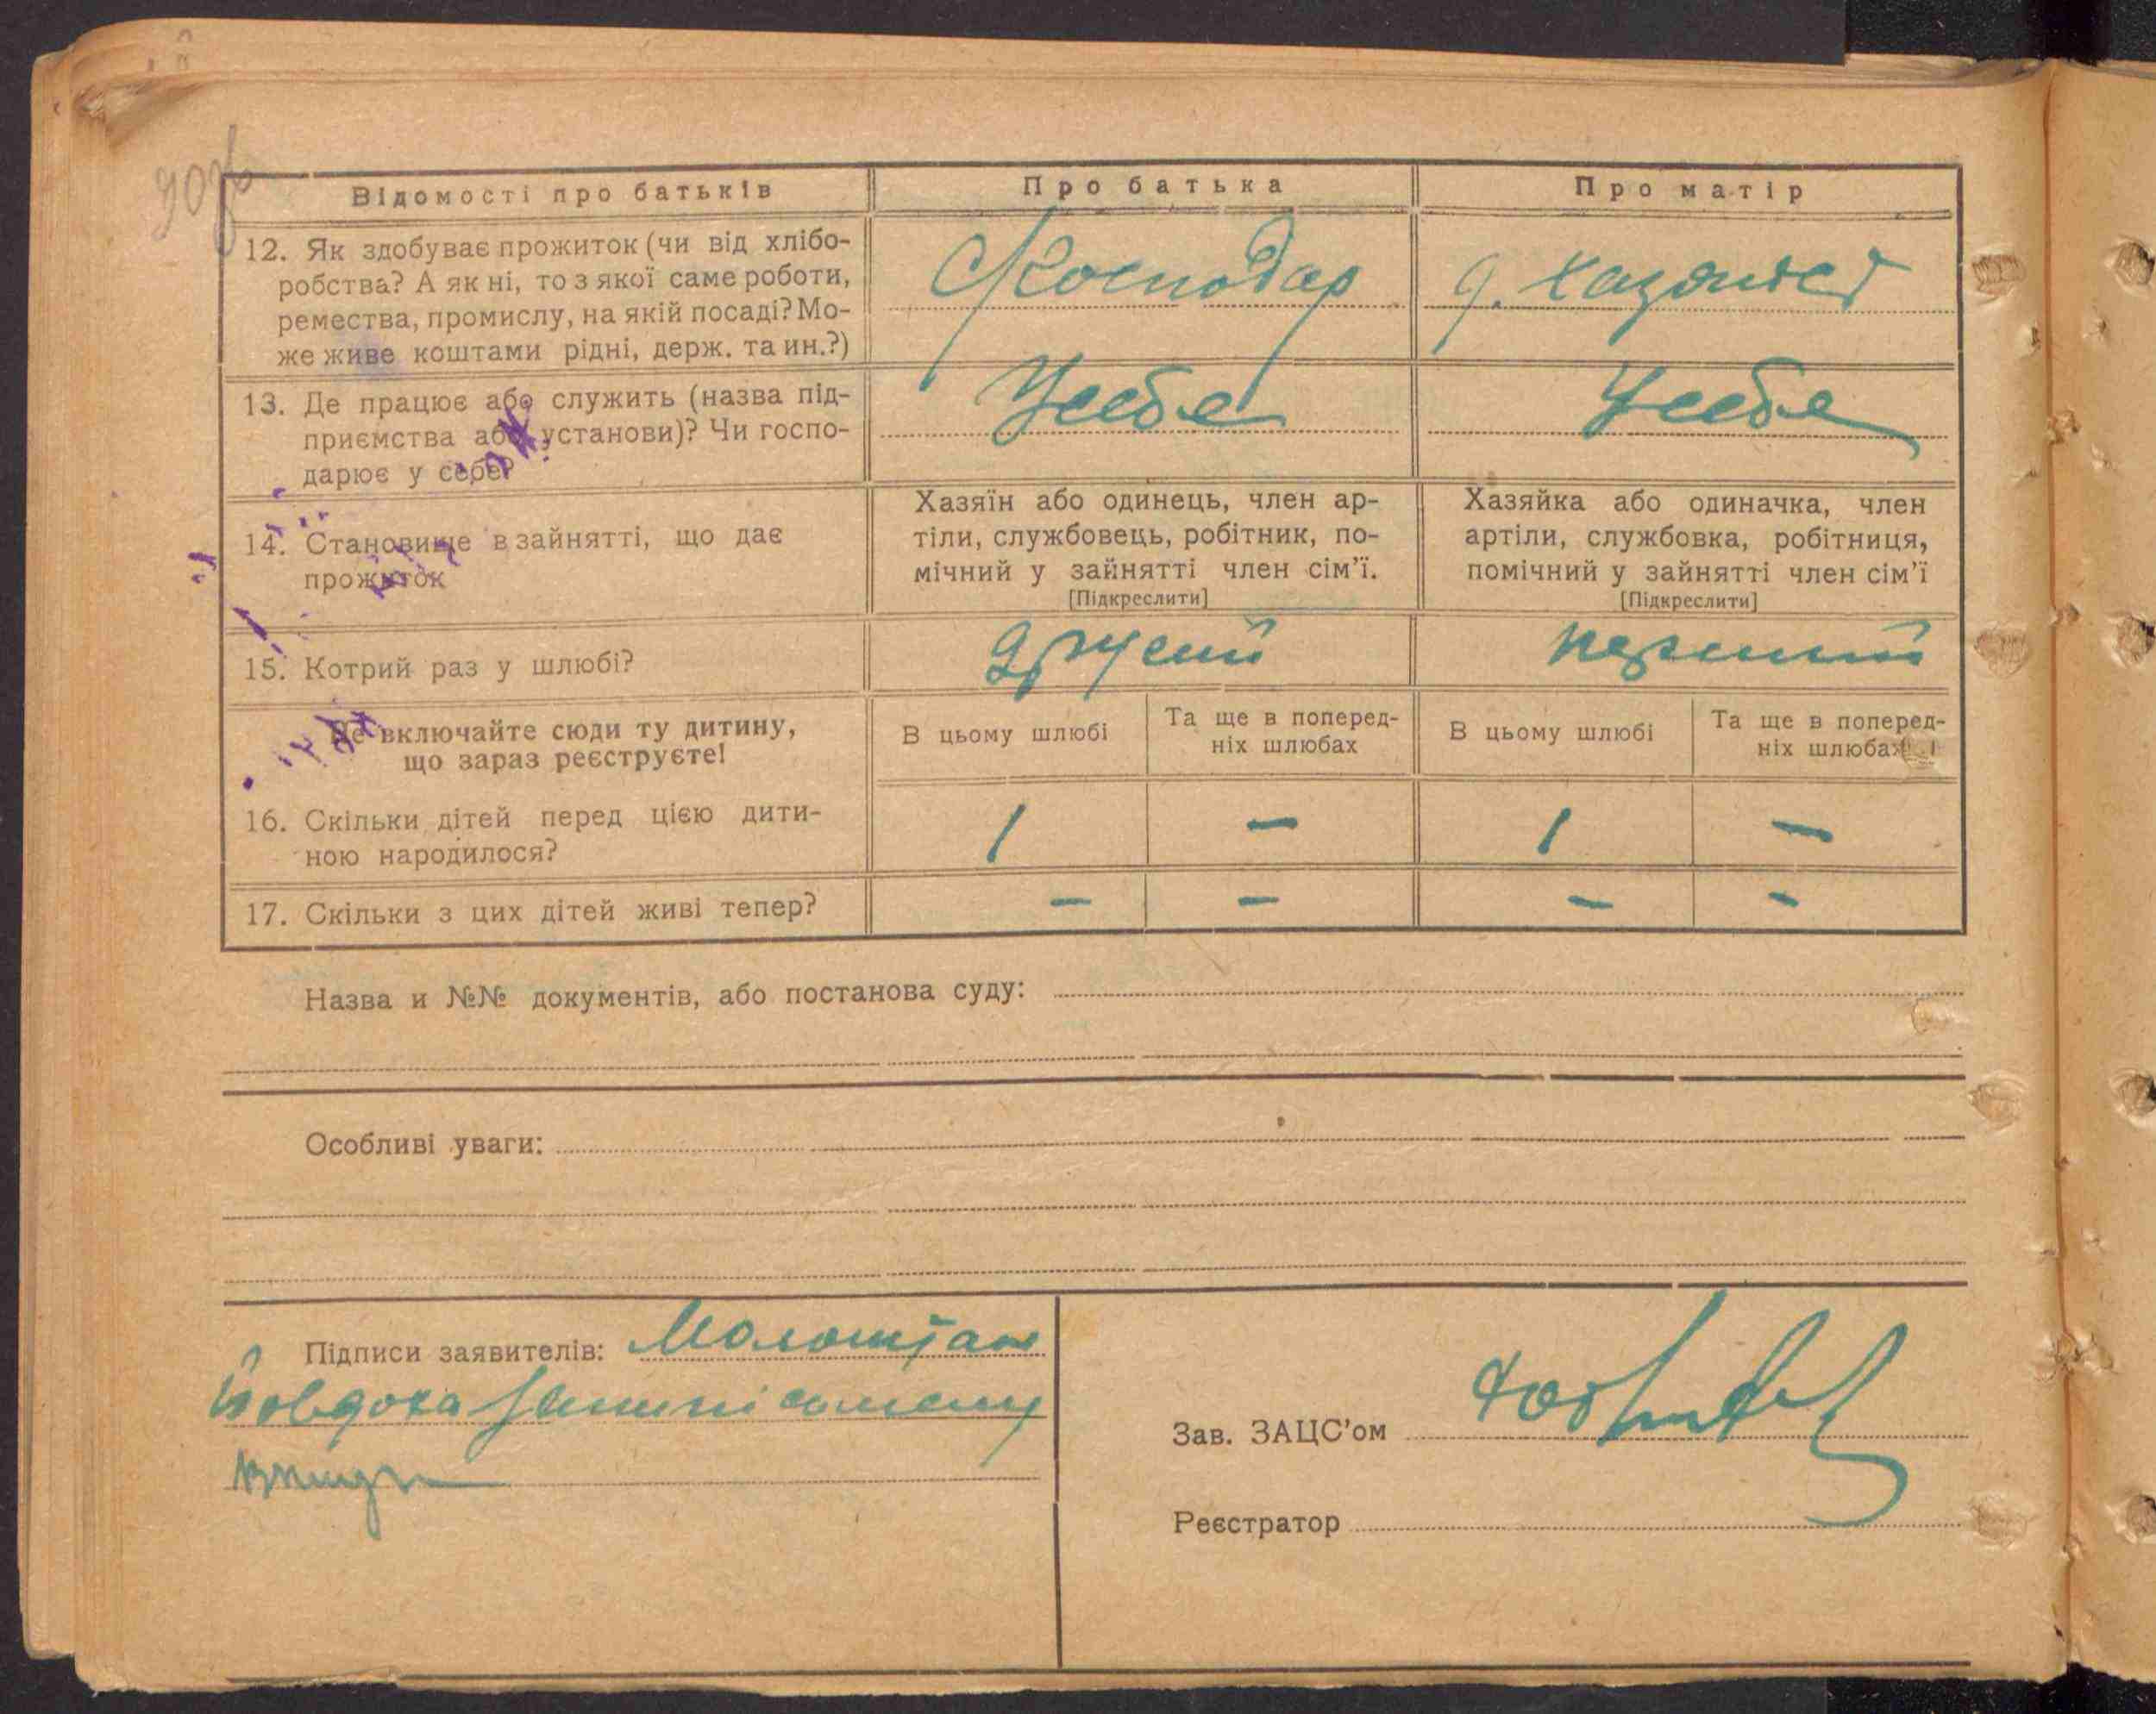 Відомості про батьків
Про батька
Про матір
12. Як здобуває прожиток (чи від хлібо-
робства? А як ні, то з якої саме роботи,
ремества, промислу, на якій посаді? Мо-
же живе коштами рідні, держ. та ин.?)
Господар
13. Де працює або служить (назва під-
приємства або установи)? Чи госпо-
дарює у себе?
У себе
У себе
14. Становище в зайнятті, що дає
прожиток
Хазяїн або одинець, член ар-
тіли, службовець, робітник, по-
мічний у зайнятті член сім'ї.
[Підкреслити]
Хазяйка або одиначка, член
артіли, службовка, робітниця,
помічний у зайнятті член сім'ї
[Підкреслити]
15. Котрий раз у шлюбі?
другий
перший
Не включайте сюди ту дитину,
що зараз реєструєте!
В цьому шлюбі
Та ще в поперед-
ніх шлюбах
В цьому шлюбі
Та ще в поперед-
ніх шлюбах
16. Скільки дітей перед цією дити-
ною народилося?
1 — 1 —
17. Скільки з цих дітей живі тепер?
— — — —
Назва и №№ документів, або постанова суду:
Особливі уваги:
Підписи заявителів:
Зав. ЗАЦС'ом
Реєстратор